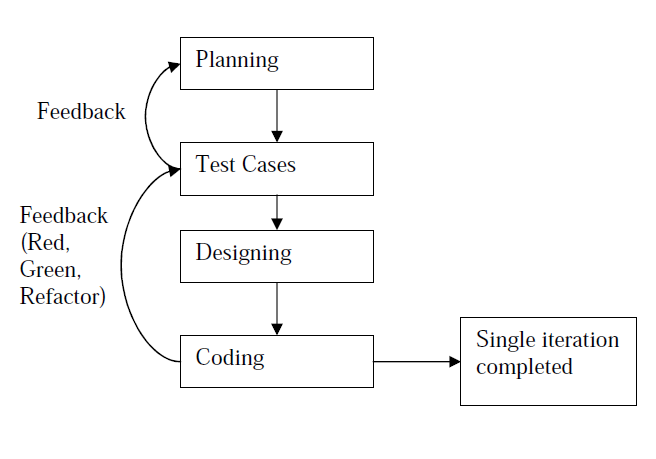 Planning
Feedback
Test Cases
Feedback
(Red,
Green,
Refactor)
Designing
Coding
Single iteration
completed